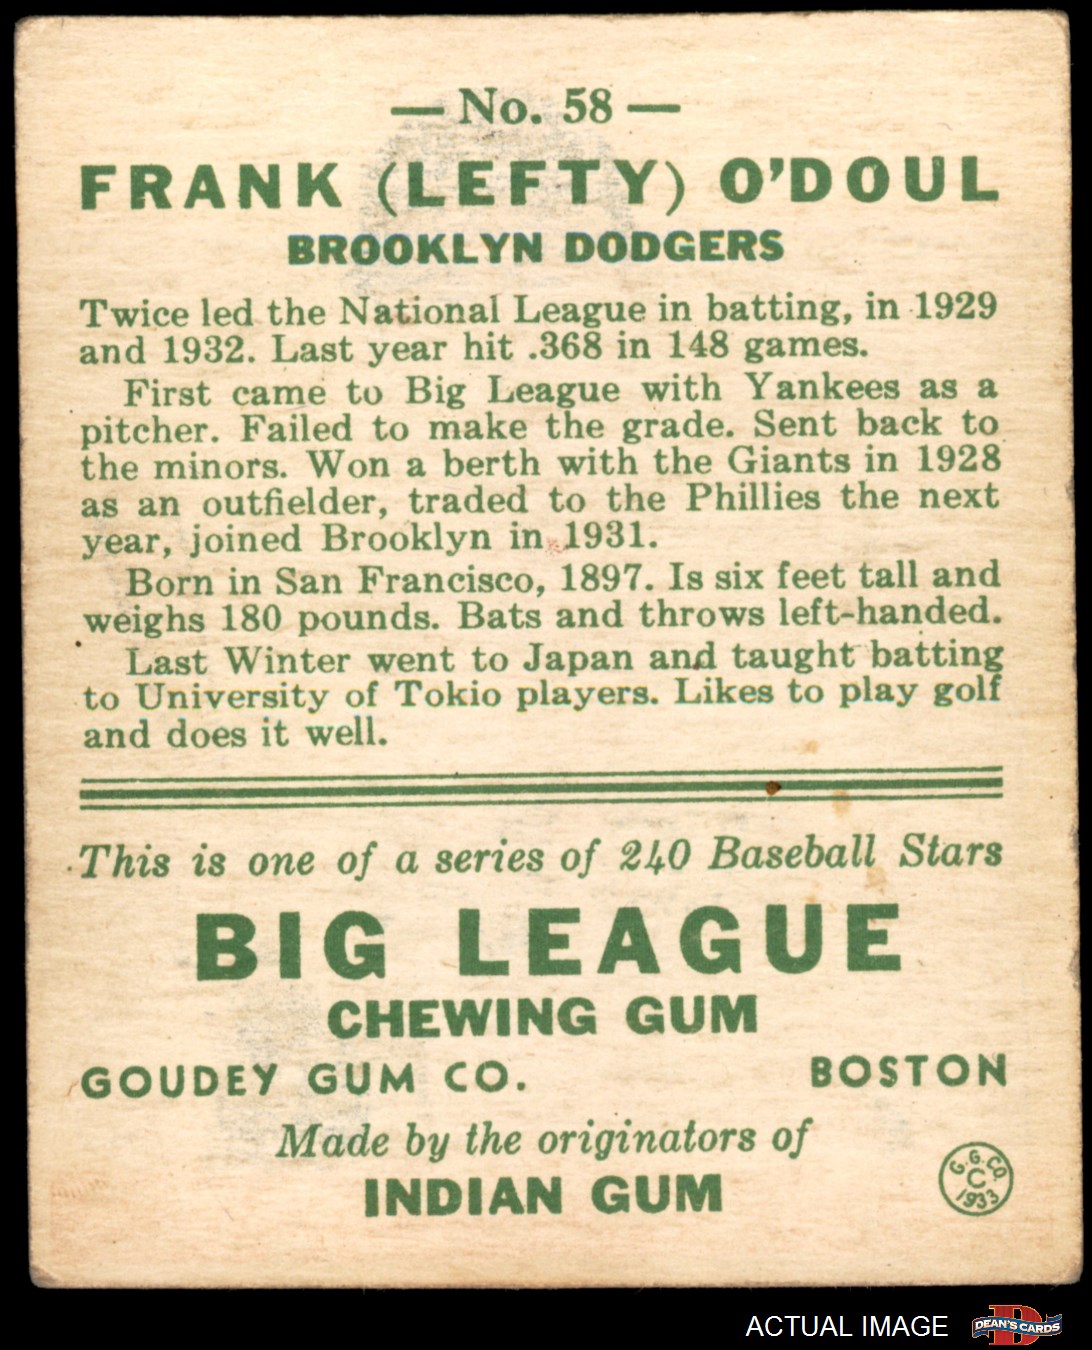 — No. 58 —
FRANK (LEFTY) O'DOUL
BROOKLYN DODGERS
Twice led the National League in batting, in 1929
and 1932. Last year hit .368 in 148 games.
First came to Big League with Yankees as a
pitcher. Failed to make the grade. Sent back to
the minors. Won a berth with the Giants in 1928
as an outfielder, traded to the Phillies the next
year, joined Brooklyn in 1931.
Born in San Francisco, 1897. Is six feet tall and
weighs 180 pounds. Bats and throws left-handed.
Last Winter went to Japan and taught batting
to University of Tokio players. Likes to play golf
and does it well.
This is one of a series of 240 Baseball Stars
BIG LEAGUE
CHEWING GUM
GOUDEY GUM CO. BOSTON
Made by the originators of
INDIAN GUM
G.G.CO.
C
1933
ACTUAL IMAGE
D
DEAN'S CARDS